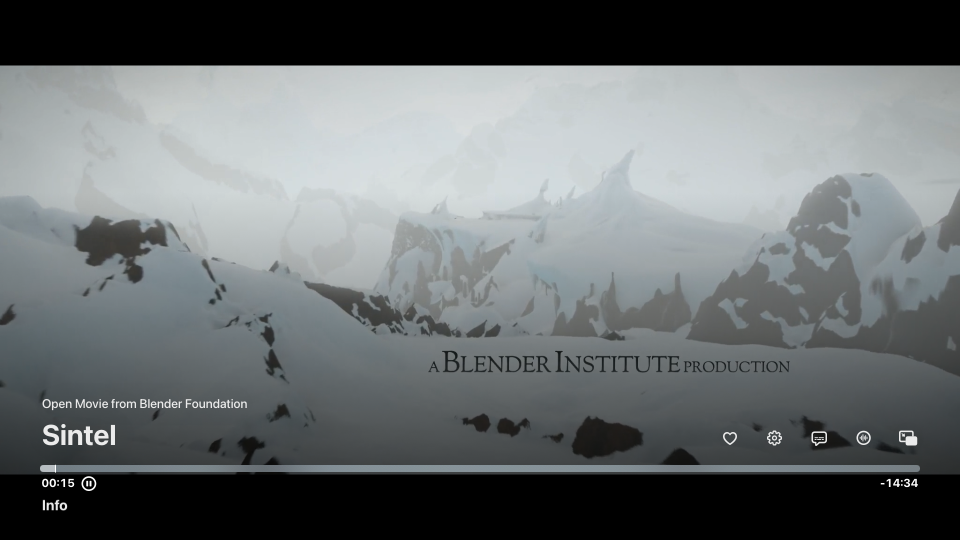 A BLENDER INSTITUTE PRODUCTION
Open Movie from Blender Foundation
Sintel
00:15
-14:34
Info